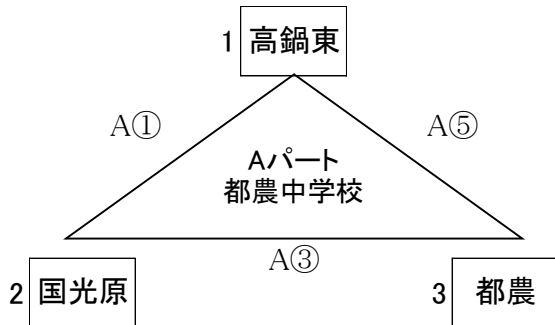 1 高鍋東
A①
A⑤
Aパート
都農中学校
A③
2 国光原
3 都農